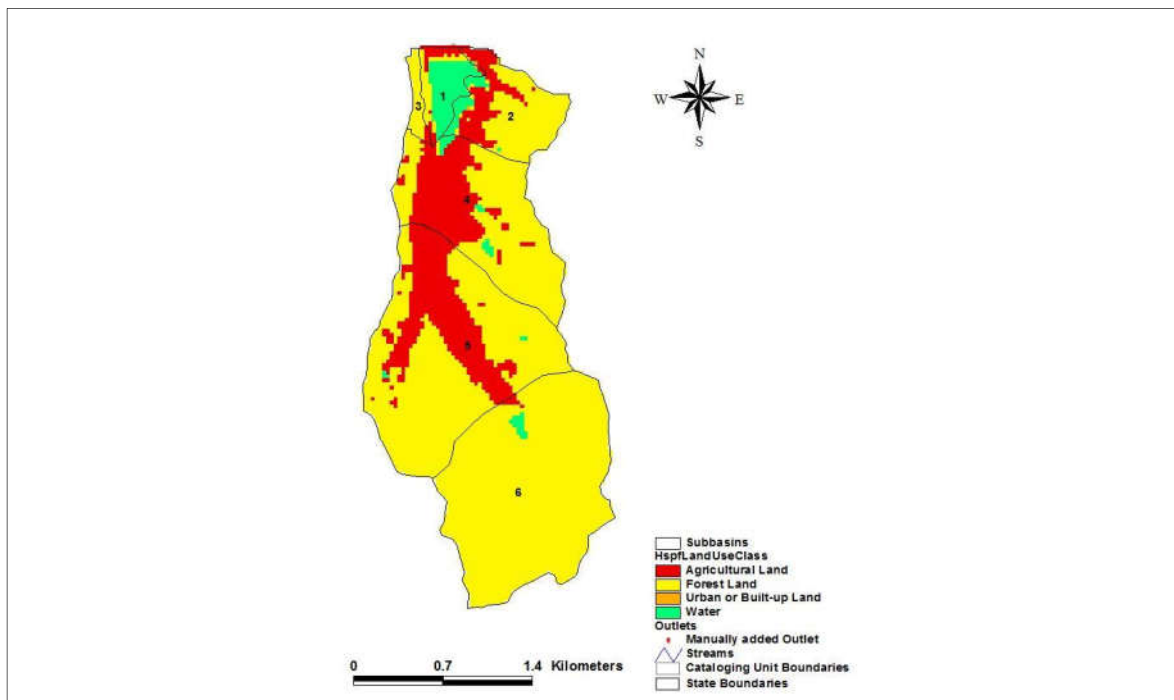 N
W E
S
1
3
2
4
5
6
Subbasins
HspfLandUseClass
Agricultural Land
Forest Land
Urban or Built-up Land
Water
Outlets
Manually added Outlet
Streams
Cataloging Unit Boundaries
State Boundaries
0 0.7 1.4 Kilometers